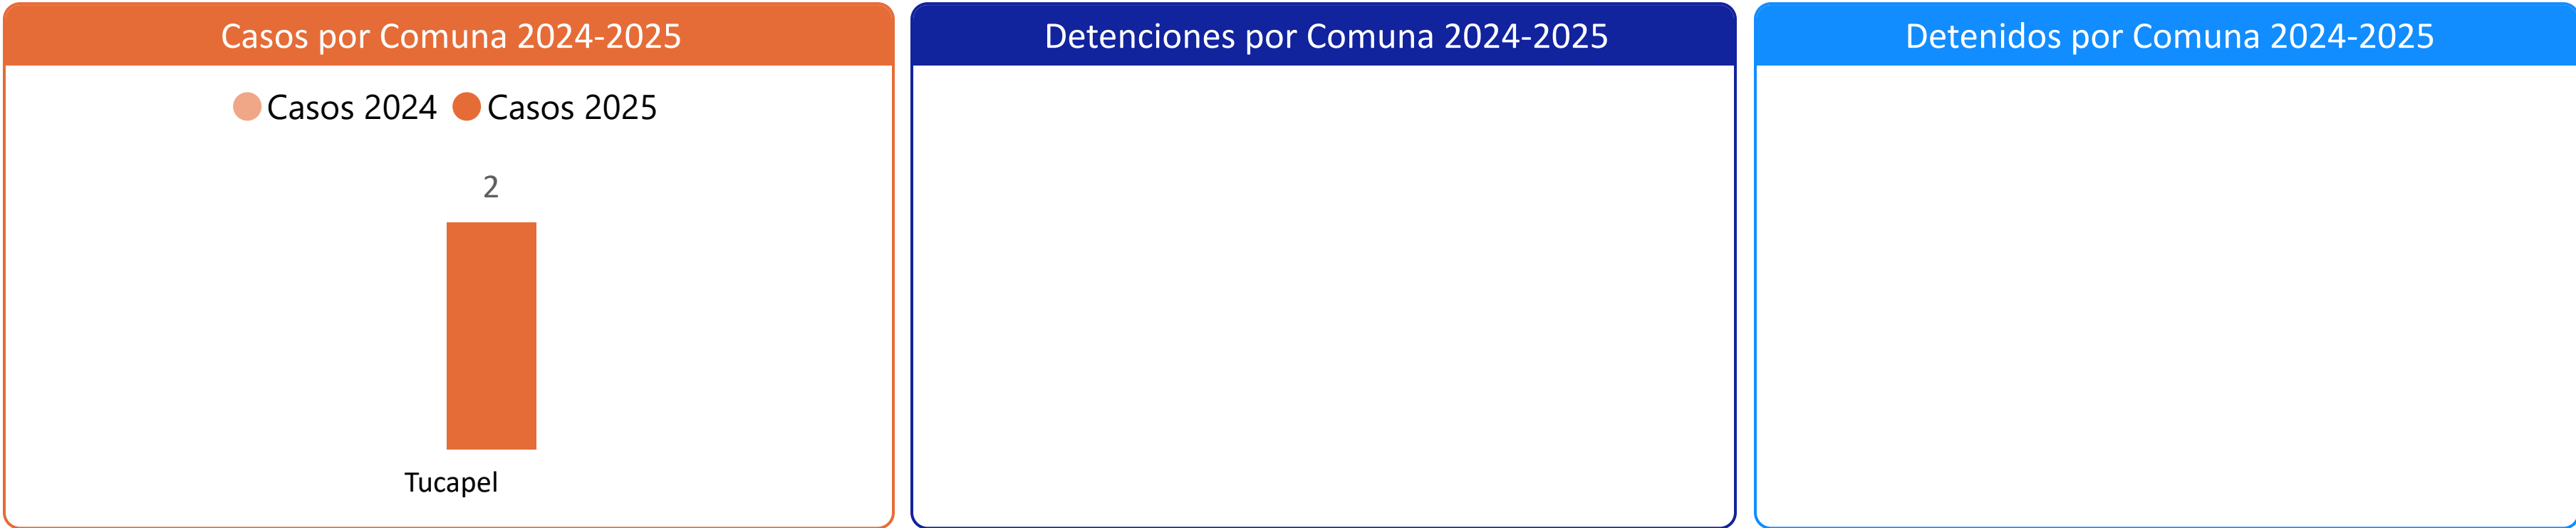 Casos por Comuna 2024-2025
Casos 2024 Casos 2025
2
Tucapel
Detenciones por Comuna 2024-2025
Detenidos por Comuna 2024-2025